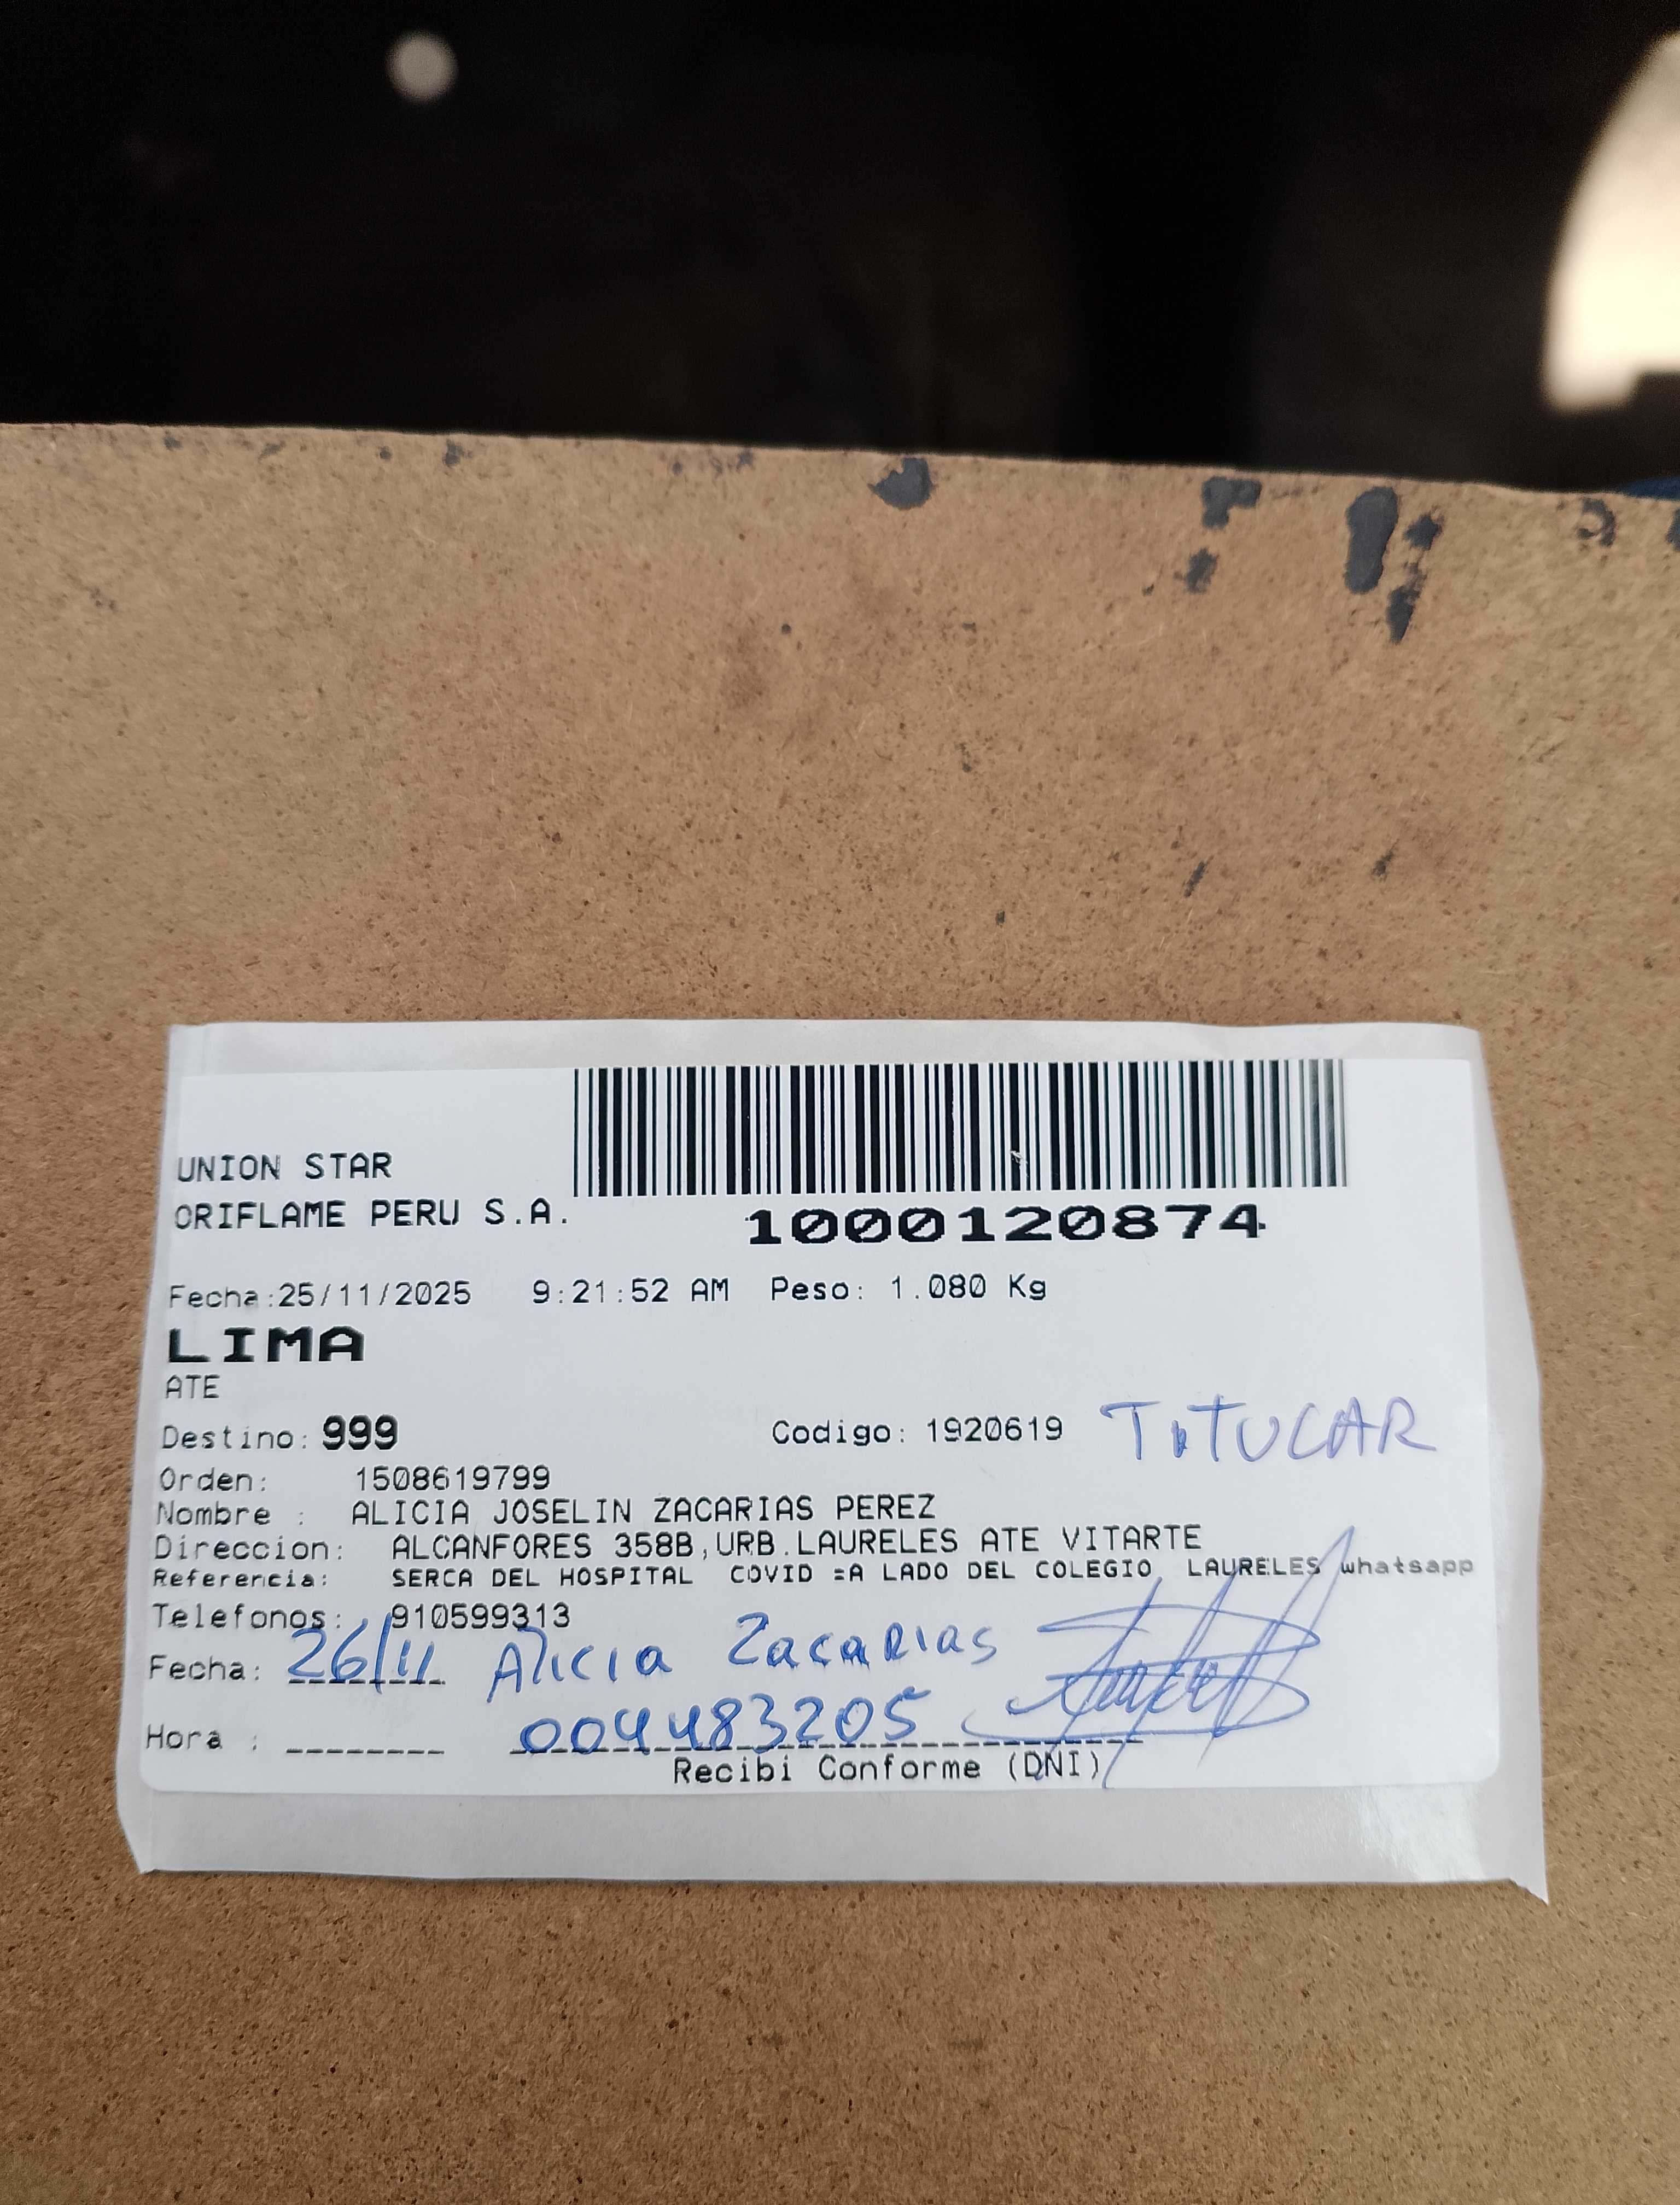 UNION STAR
ORIFLAME PERU S.A.
1000120874
Fecha:25/11/2025 9:21:52 AM Peso: 1.080 Kg
LIMA
ATE
Destino: 999 Codigo: 1920619 TITULAR
Orden: 1508619799
Nombre : ALICIA JOSELIN ZACARIAS PEREZ
Direccion: ALCANFORES 358B,URB.LAURELES ATE VITARTE
Referencia: SERCA DEL HOSPITAL COVID =A LADO DEL COLEGIO LAURELES whatsapp
Telefonos: 910599313
Fecha: 26/11 Alicia Zacarias
Hora : 004483205
Recibi Conforme (DNI)